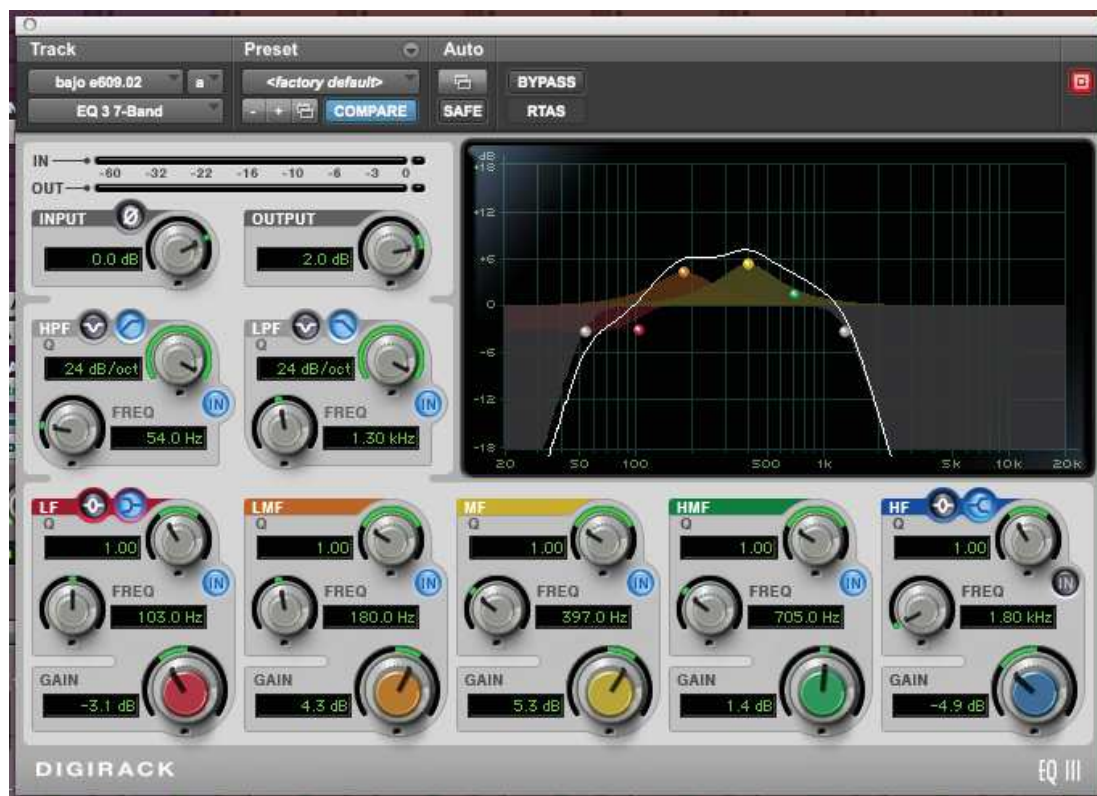 Track Preset Auto
bajo e609.02 a <factory default> BYPASS
EQ 3 7-Band - + COMPARE SAFE RTAS
IN
-60 -32 -22 -16 -10 -6 -3 0
OUT
INPUT Ø OUTPUT
0.0 dB 2.0 dB
HPF LPF
Q Q
24 dB/oct 24 dB/oct
IN IN
FREQ FREQ
54.0 Hz 1.30 kHz
dB
+18
+12
+6
0
-6
-12
-18
20 50 100 500 1k 5k 10k 20k
LF LMF MF HMF HF
Q Q Q Q Q
1.00 1.00 1.00 1.00 1.00
IN IN IN IN IN
FREQ FREQ FREQ FREQ FREQ
103.0 Hz 180.0 Hz 397.0 Hz 705.0 Hz 1.80 kHz
GAIN GAIN GAIN GAIN GAIN
-3.1 dB 4.3 dB 5.3 dB 1.4 dB -4.9 dB
DIGIRACK EQ III